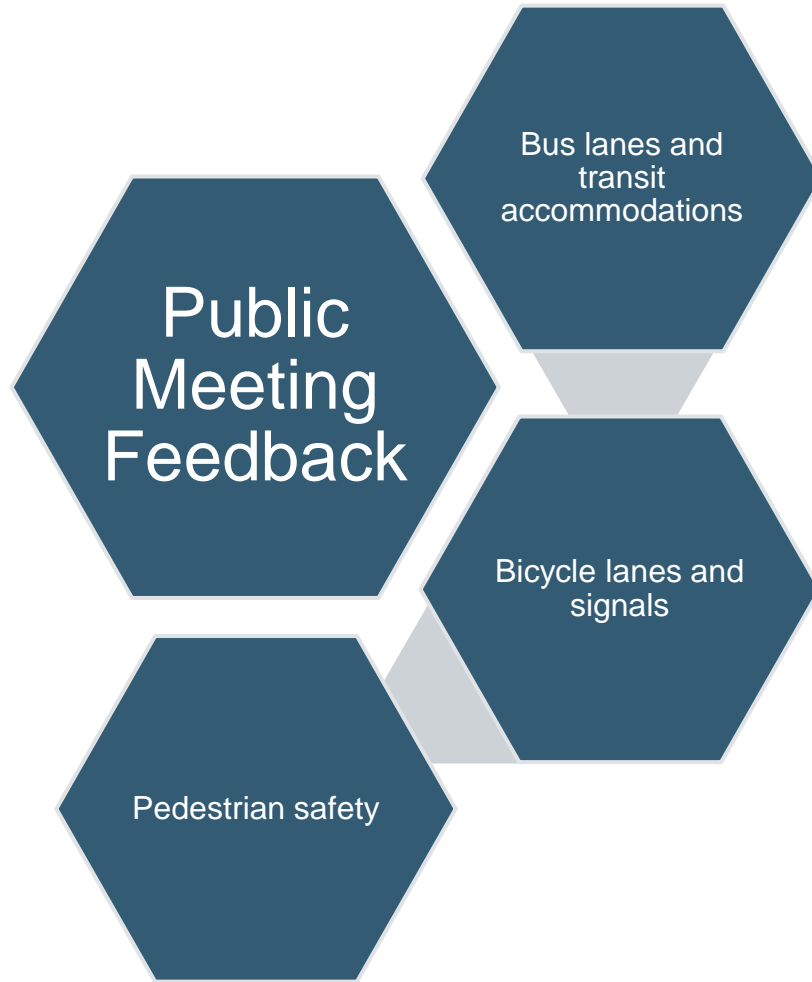 Public
Meeting
Feedback
Bus lanes and
transit
accommodations
Bicycle lanes and
signals
Pedestrian safety